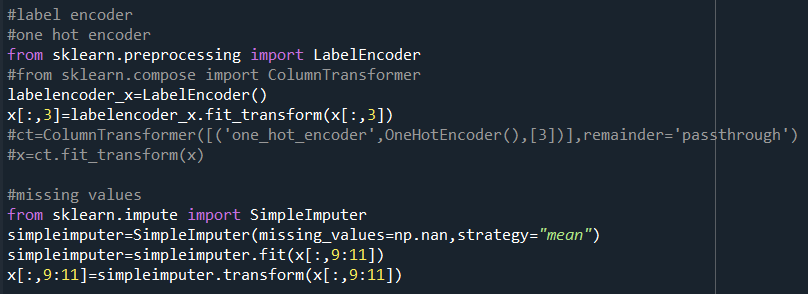 #label encoder
#one hot encoder
from sklearn.preprocessing import LabelEncoder
#from sklearn.compose import ColumnTransformer
labelencoder_x=LabelEncoder()
x[:,3]=labelencoder_x.fit_transform(x[:,3])
#ct=ColumnTransformer([('one_hot_encoder',OneHotEncoder(),[3])],remainder='passthrough')
#x=ct.fit_transform(x)
#missing values
from sklearn.impute import SimpleImputer
simpleimputer=SimpleImputer(missing_values=np.nan,strategy="mean")
simpleimputer=simpleimputer.fit(x[:,9:11])
x[:,9:11]=simpleimputer.transform(x[:,9:11])